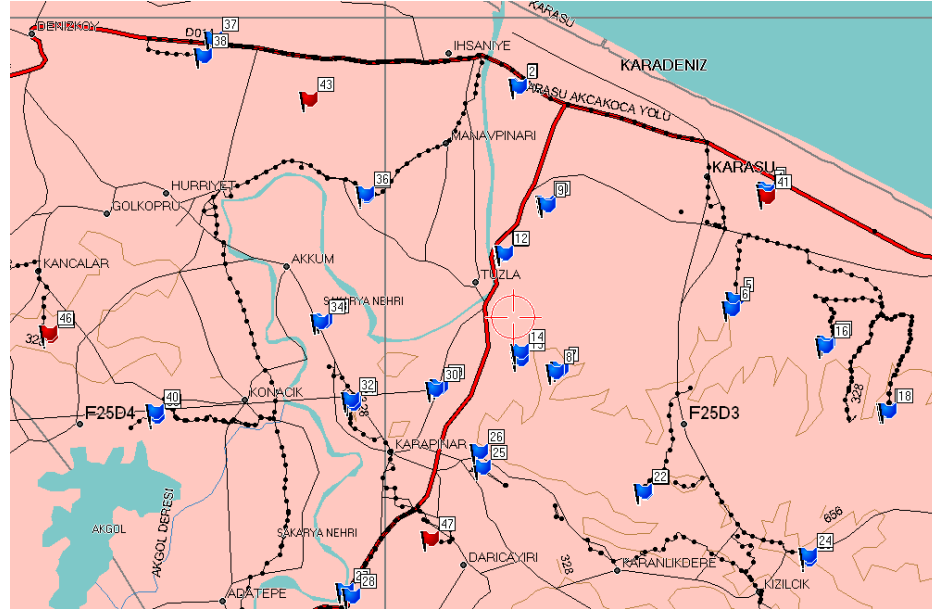 KARASU
DENIZKOY
37
D01
38
IHSANIYE
KARADENIZ
2
43
ARASU AKCAKOCA YOLU
MANAVPINARI
KARASU
41
HURRIYET
36
9
GOLKOPRU
12
KANCALAR
AKKUM
TUZLA
5
6
SAKARYA NEHRI
34
46
328
14
16
8
30
32
KONACIK
40
328
328
F25D4
F25D3
18
KARAPINAR
26
25
22
AKGOL DERESI
656
AKGOL
SAKARYA NEHRI
47
24
DARICAYIRI
328
KARANLIKDERE
28
KIZILCIK
ADATEPE